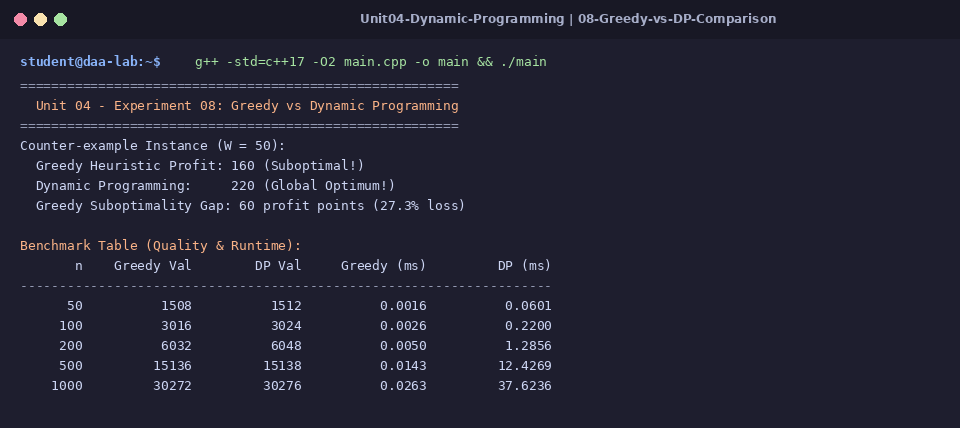 Unit04-Dynamic-Programming | 08-Greedy-vs-DP-Comparison
student@daa-lab:~$ g++ -std=c++17 -O2 main.cpp -o main && ./main
========================================================
  Unit 04 - Experiment 08: Greedy vs Dynamic Programming
========================================================
Counter-example Instance (W = 50):
  Greedy Heuristic Profit: 160 (Suboptimal!)
  Dynamic Programming:     220 (Global Optimum!)
  Greedy Suboptimality Gap: 60 profit points (27.3% loss)

Benchmark Table (Quality & Runtime):
       n    Greedy Val        DP Val     Greedy (ms)         DP (ms)
--------------------------------------------------------------------
      50          1508          1512          0.0016          0.0601
     100          3016          3024          0.0026          0.2200
     200          6032          6048          0.0050          1.2856
     500         15136         15138          0.0143         12.4269
    1000         30272         30276          0.0263         37.6236